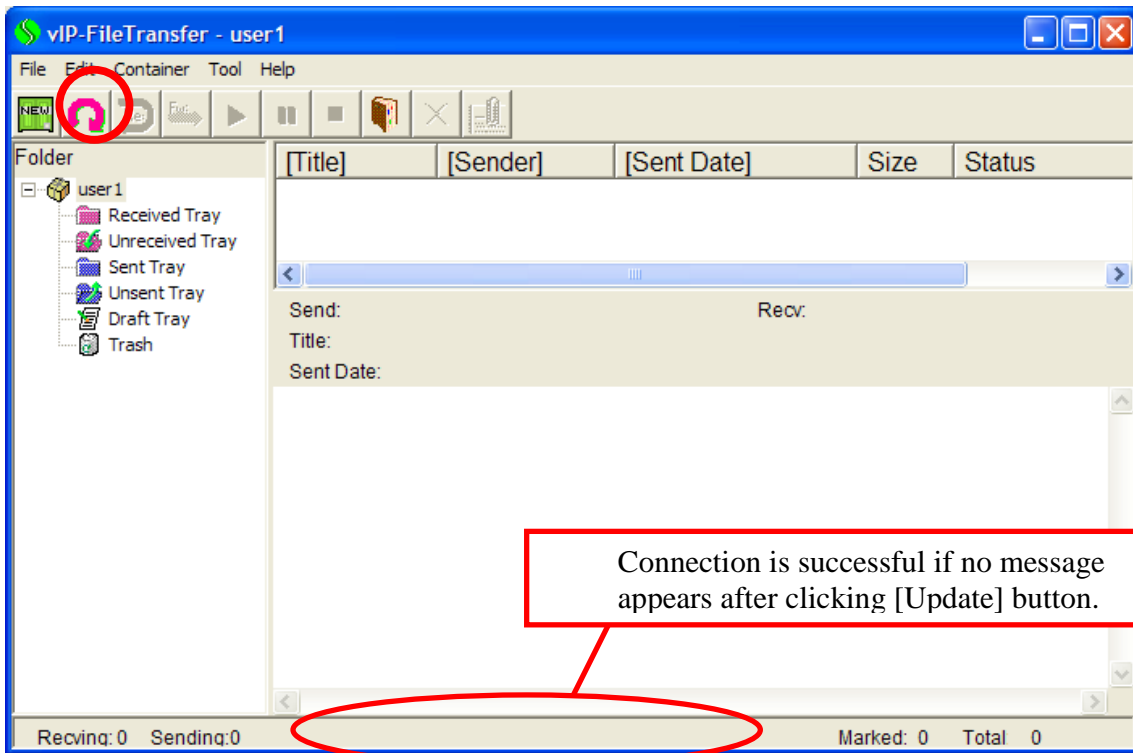 vIP-FileTransfer - user1
File Edit Container Tool Help
NEW
Folder
[Title] [Sender] [Sent Date] Size Status
user1
Received Tray
Unreceived Tray
Sent Tray
Unsent Tray
Draft Tray
Trash
Send: Recv:
Title:
Sent Date:
Connection is successful if no message
appears after clicking [Update] button.
Recving: 0 Sending:0 Marked: 0 Total 0